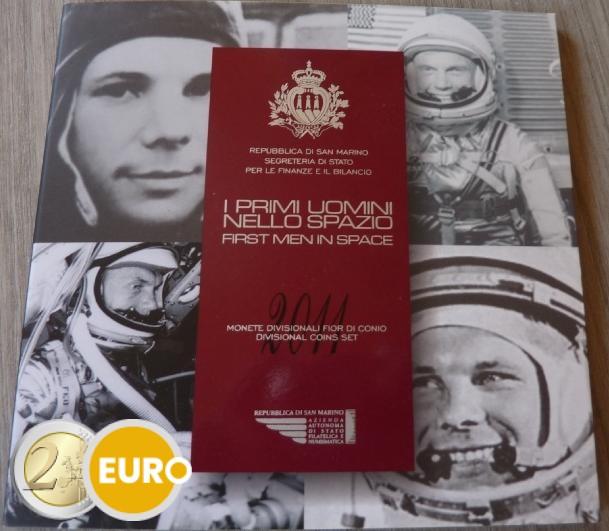 REPUBBLICA DI SAN MARINO
SEGRETERIA DI STATO
PER LE FINANZE E IL BILANCIO
I PRIMI UOMINI
NELLO SPAZIO
FIRST MEN IN SPACE
2011
MONETE DIVISIONALI FIOR DI CONIO
DIVISIONAL COINS SET
REPUBBLICA DI SAN MARINO
AZIENDA
AUTONOMA
DI STATO
FILATELICA E
NUMISMATICA
2 EURO